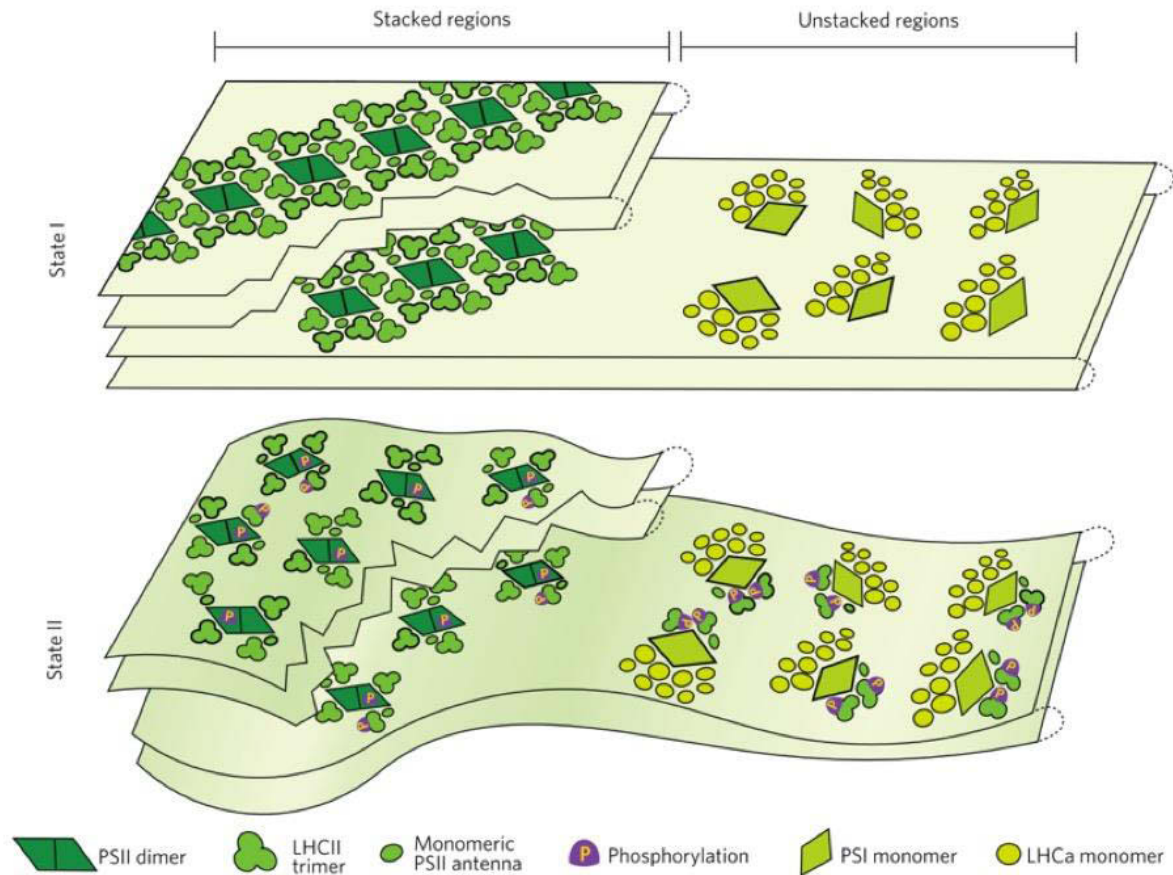 Stacked regions
Unstacked regions
State I
State II
P P P P P P P P P P P P P P P P P P P P P P P P P P P
PSII dimer
LHCII
trimer
Monomeric
PSII antenna
P
Phosphorylation
PSI monomer
LHCa monomer